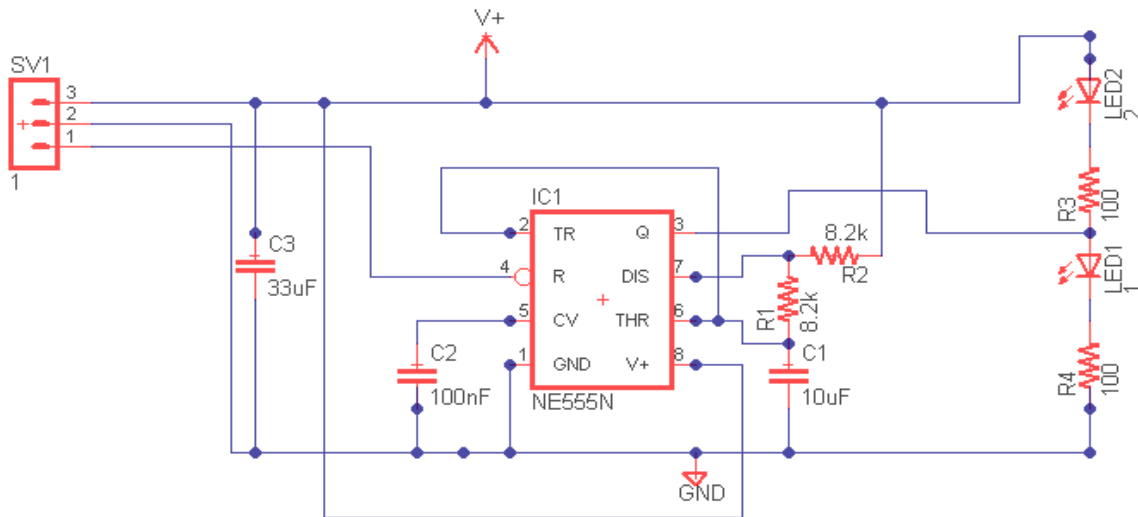 V+
SV1
3
2
1
1
C3
33uF
IC1
2
TR
Q
3
4
R
DIS
7
5
CV
THR
6
1
GND
V+
8
NE555N
C2
100nF
8.2k
R2
R1
8.2k
C1
10uF
GND
LED2
2
R3
100
LED1
1
R4
100